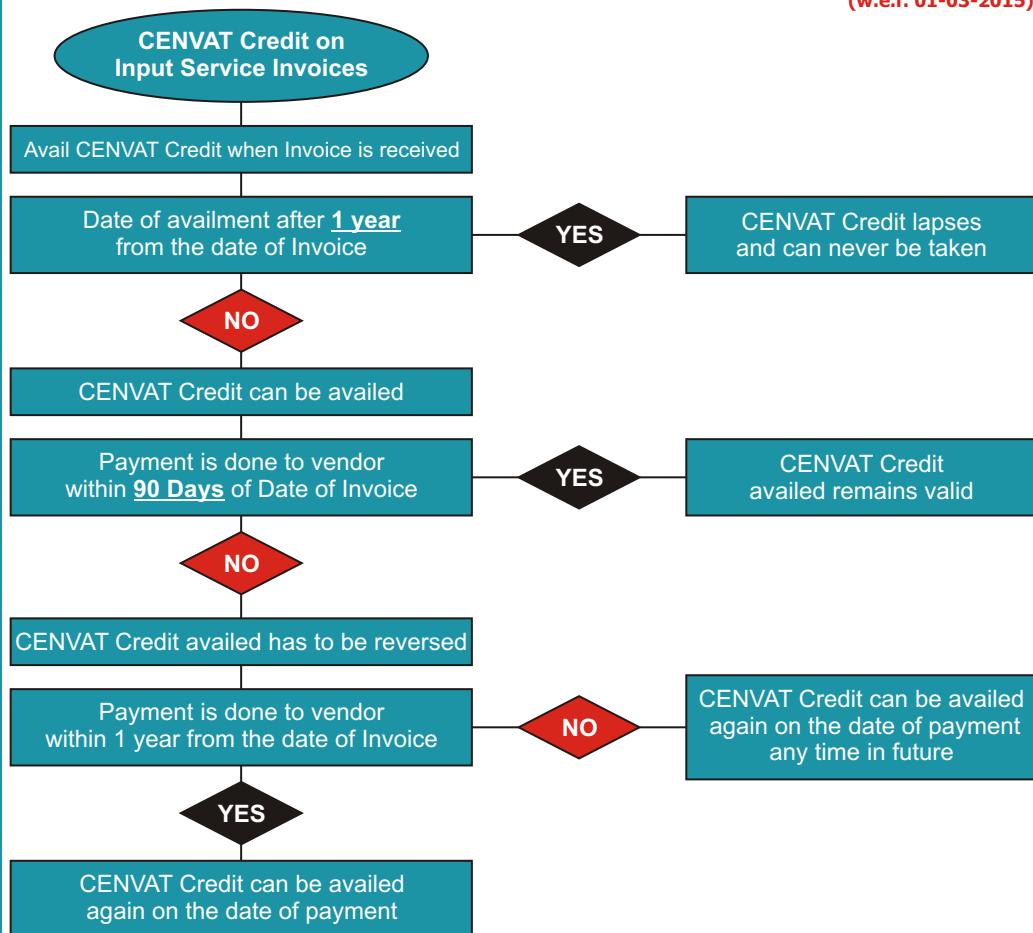 (w.e.f. 01-03-2015)
CENVAT Credit on
Input Service Invoices
Avail CENVAT Credit when Invoice is received
Date of availment after 1 year
from the date of Invoice
YES
CENVAT Credit lapses
and can never be taken
NO
CENVAT Credit can be availed
Payment is done to vendor
within 90 Days of Date of Invoice
YES
CENVAT Credit
availed remains valid
NO
CENVAT Credit availed has to be reversed
Payment is done to vendor
within 1 year from the date of Invoice
NO
CENVAT Credit can be availed
again on the date of payment
any time in future
YES
CENVAT Credit can be availed
again on the date of payment